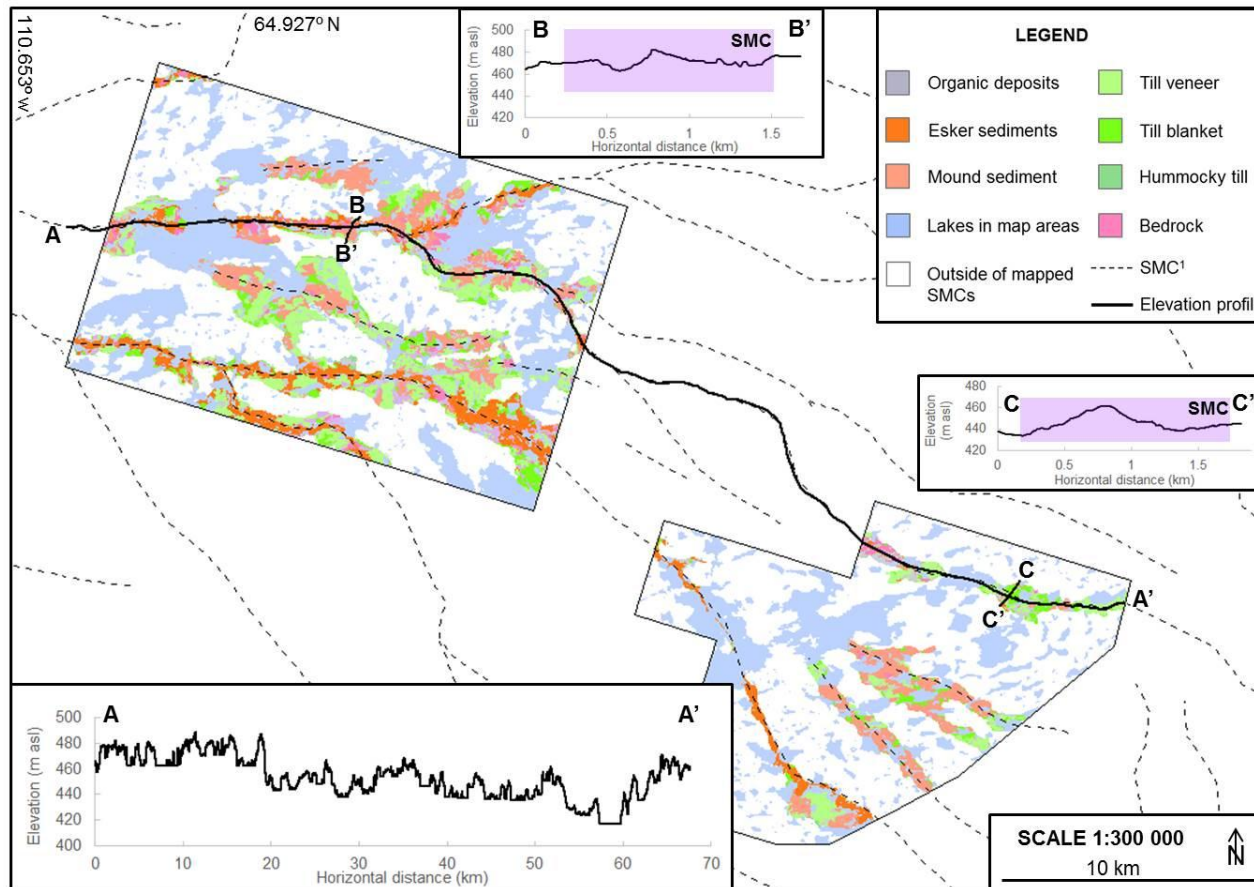 110.653º W
64.927º N
B
B’
SMC
Elevation (m asl)
500
480
460
440
420
0
0.5
1
1.5
Horizontal distance (km)
LEGEND
Organic deposits
Till veneer
Esker sediments
Till blanket
Mound sediment
Hummocky till
Lakes in map areas
Bedrock
Outside of mapped
SMCs
SMC¹
Elevation profil
A
B
B’
C
C’
SMC
Elevation
(m asl)
480
460
440
420
0
0.5
1
1.5
Horizontal distance (km)
C
C’
A’
A
A’
Elevation (m asl)
500
480
460
440
420
400
0
10
20
30
40
50
60
70
Horizontal distance (km)
SCALE 1:300 000
10 km
N